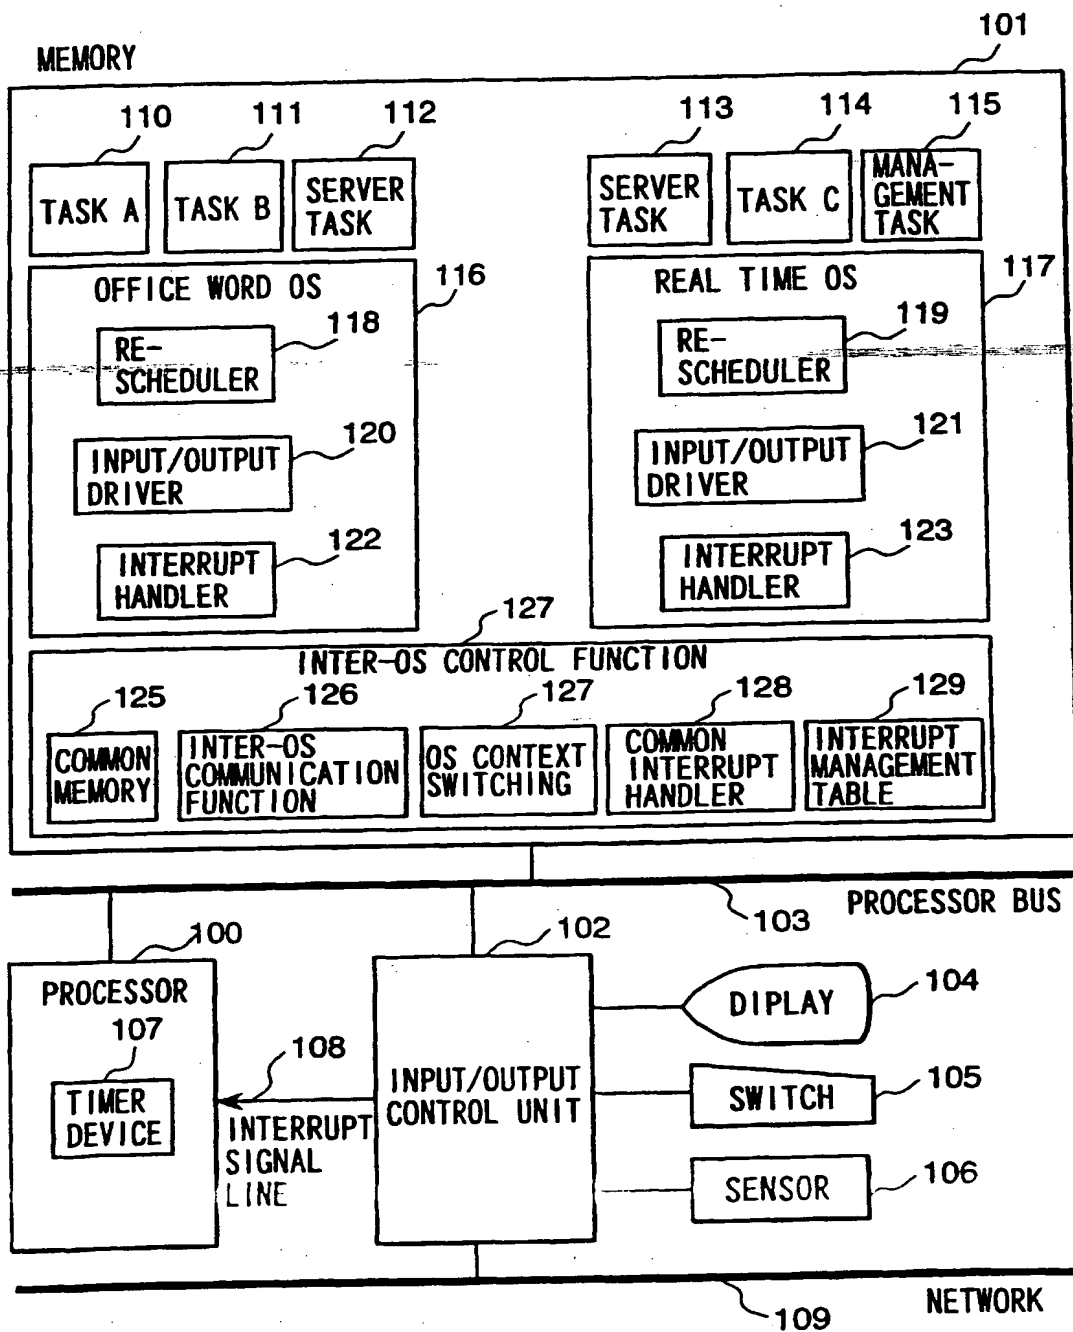 101
MEMORY
110
111
112
113
114
115
TASK A
TASK B
SERVER
TASK
SERVER
TASK
TASK C
MANA-
GEMENT
TASK
OFFICE WORD OS
116
REAL TIME OS
117
118
RE-
SCHEDULER
119
RE-
SCHEDULER
120
INPUT/OUTPUT
DRIVER
121
INPUT/OUTPUT
DRIVER
122
INTERRUPT
HANDLER
123
INTERRUPT
HANDLER
127
INTER-OS CONTROL FUNCTION
125
126
127
128
129
COMMON
MEMORY
INTER-OS
COMMUNICATION
FUNCTION
OS CONTEXT
SWITCHING
COMMON
INTERRUPT
HANDLER
INTERRUPT
MANAGEMENT
TABLE
103
PROCESSOR BUS
100
102
PROCESSOR
107
TIMER
DEVICE
108
INTERRUPT
SIGNAL
LINE
INPUT/OUTPUT
CONTROL UNIT
DIPLAY
104
SWITCH
105
SENSOR
106
109
NETWORK